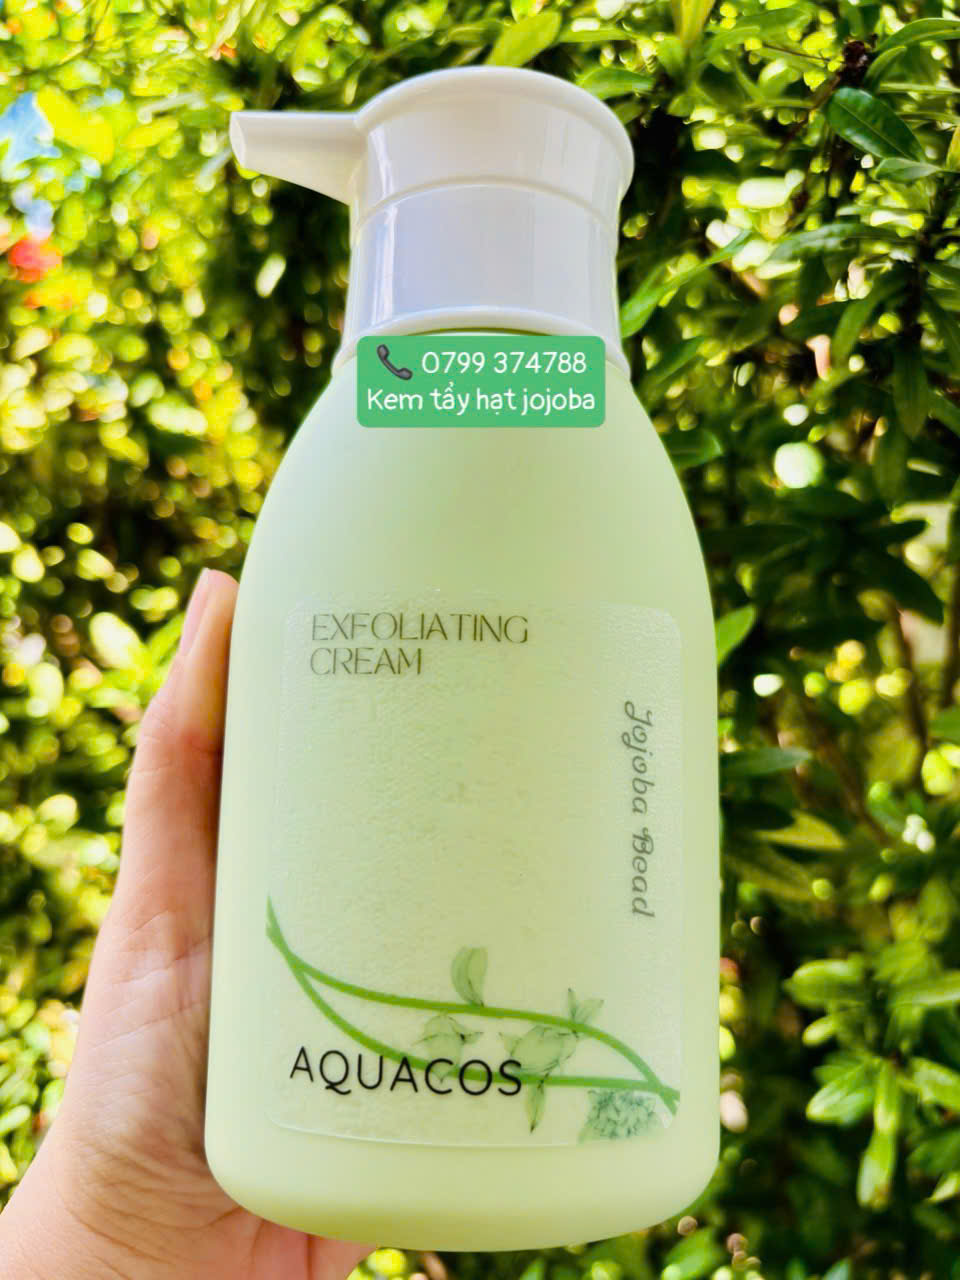 📞 0799 374788
Kem tẩy hạt jojoba
EXFOLIATING
CREAM
Jojoba Bead
AQUACOS